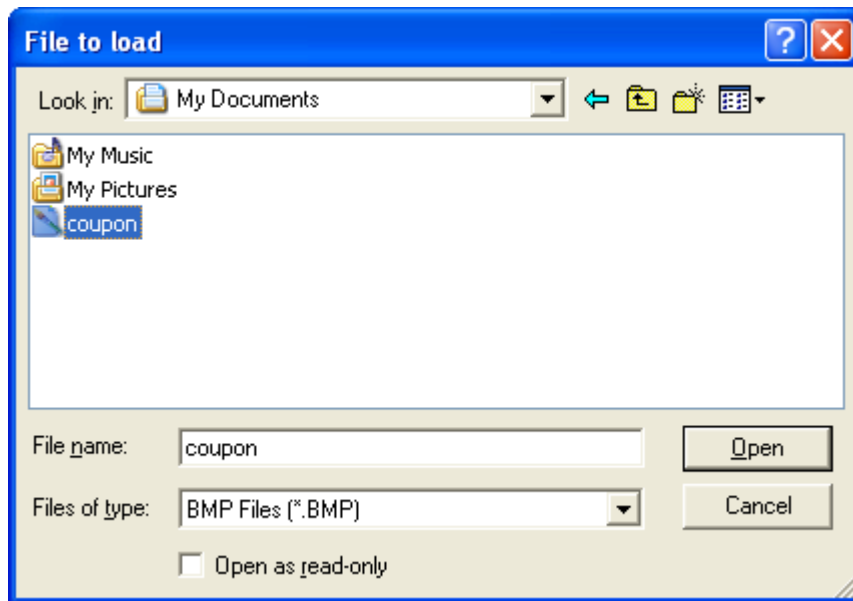 File to load
Look in: My Documents
My Music
My Pictures
coupon
File name: coupon Open
Files of type: BMP Files (*.BMP) Cancel
Open as read-only